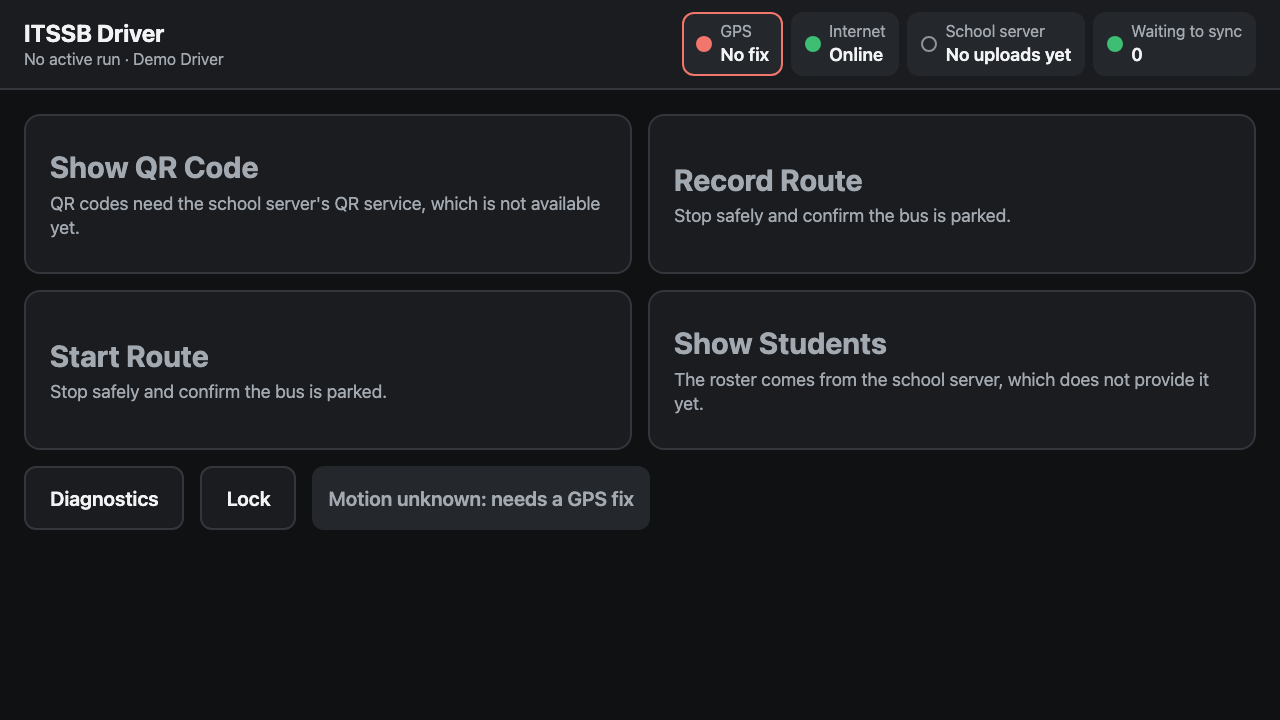 ITSSB Driver
No active run · Demo Driver
GPS
No fix
Internet
Online
School server
No uploads yet
Waiting to sync
0
Show QR Code
QR codes need the school server's QR service, which is not available
yet.
Record Route
Stop safely and confirm the bus is parked.
Start Route
Stop safely and confirm the bus is parked.
Show Students
The roster comes from the school server, which does not provide it
yet.
Diagnostics
Lock
Motion unknown: needs a GPS fix